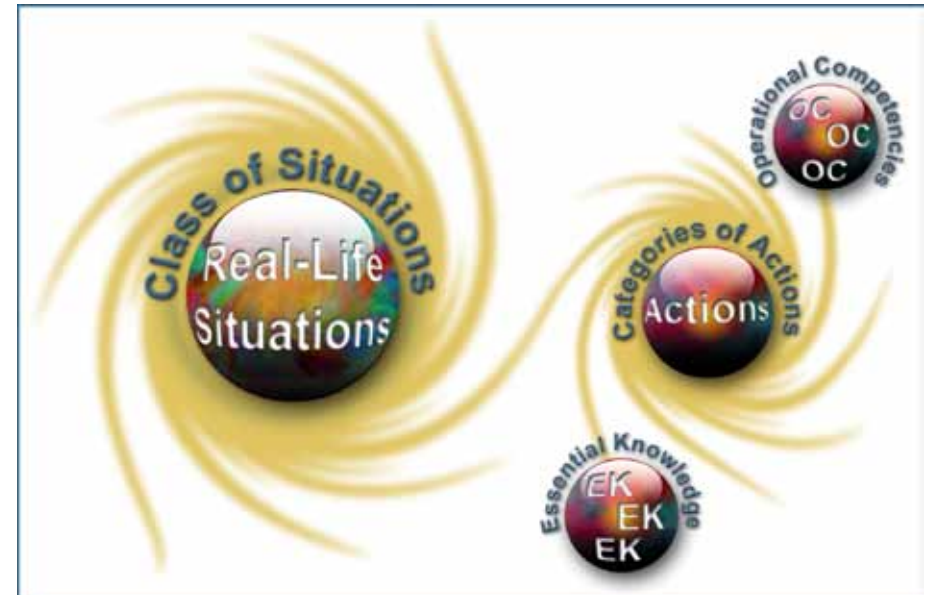 Class of Situations
Real-Life
Situations
Categories of Actions
Actions
Operational Competencies
OC
OC
OC
Essential Knowledge
EK
EK
EK